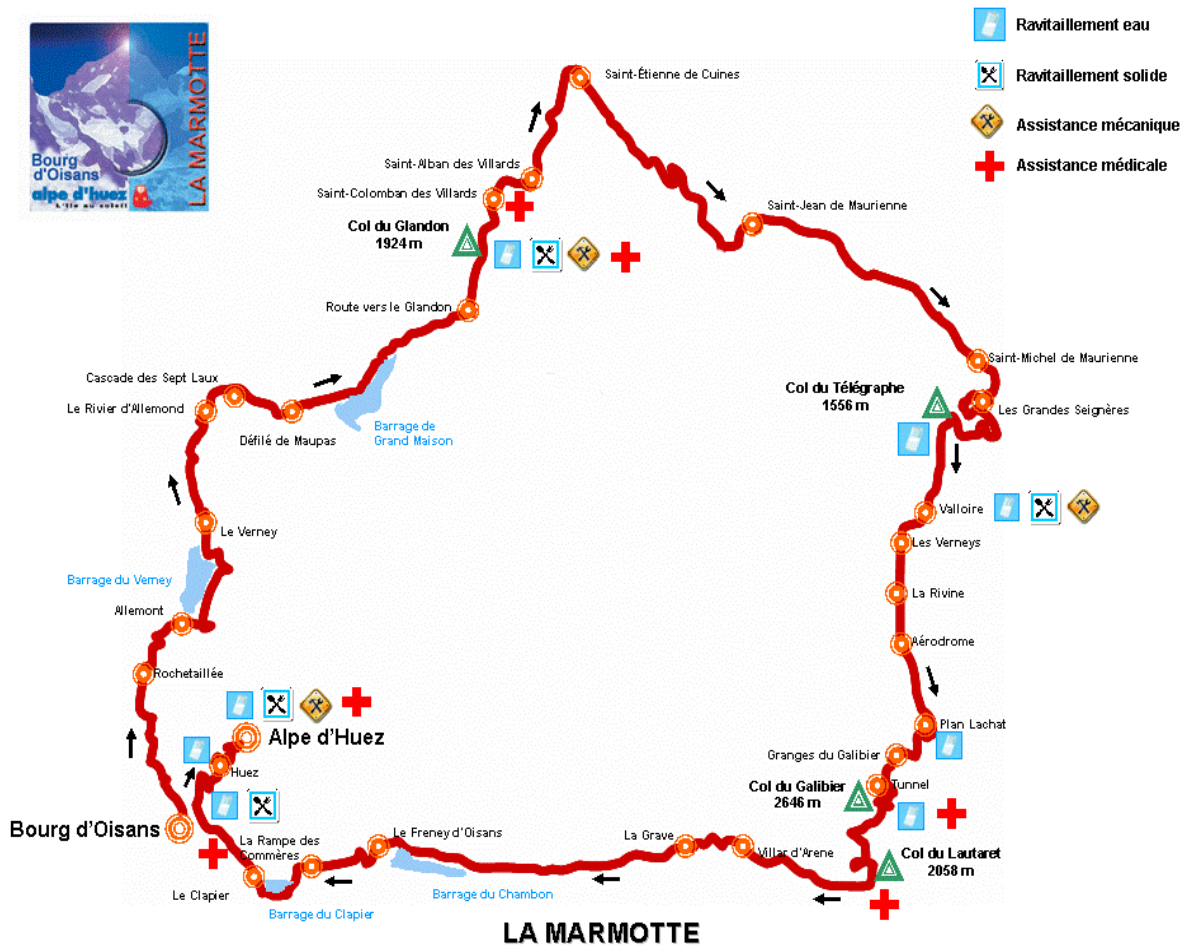 LA MARMOTTE
Bourg
d'Oisans
alpe d'huez
L'île au soleil
Ravitaillement eau
Ravitaillement solide
Assistance mécanique
Assistance médicale
Saint-Étienne de Cuines
Saint-Alban des Villards
Saint-Colomban des Villards
Col du Glandon
1924 m
Saint-Jean de Maurienne
Route vers le Glandon
Saint-Michel de Maurienne
Cascade des Sept Laux
Le Rivier d'Allemond
Défilé de Maupas
Barrage de
Grand Maison
Col du Télégraphe
1556 m
Les Grandes Seignères
Valloire
Le Verney
Les Verneys
Barrage du Verney
La Rivine
Allemont
Aérodrome
Rochetaillée
Plan Lachat
Alpe d'Huez
Granges du Galibier
Huez
Tunnel
Col du Galibier
2646 m
Bourg d'Oisans
La Rampe des
Commères
Le Freney d'Oisans
La Grave
Villar d'Arene
Col du Lautaret
2058 m
Le Clapier
Barrage du Clapier
Barrage du Chambon
LA MARMOTTE